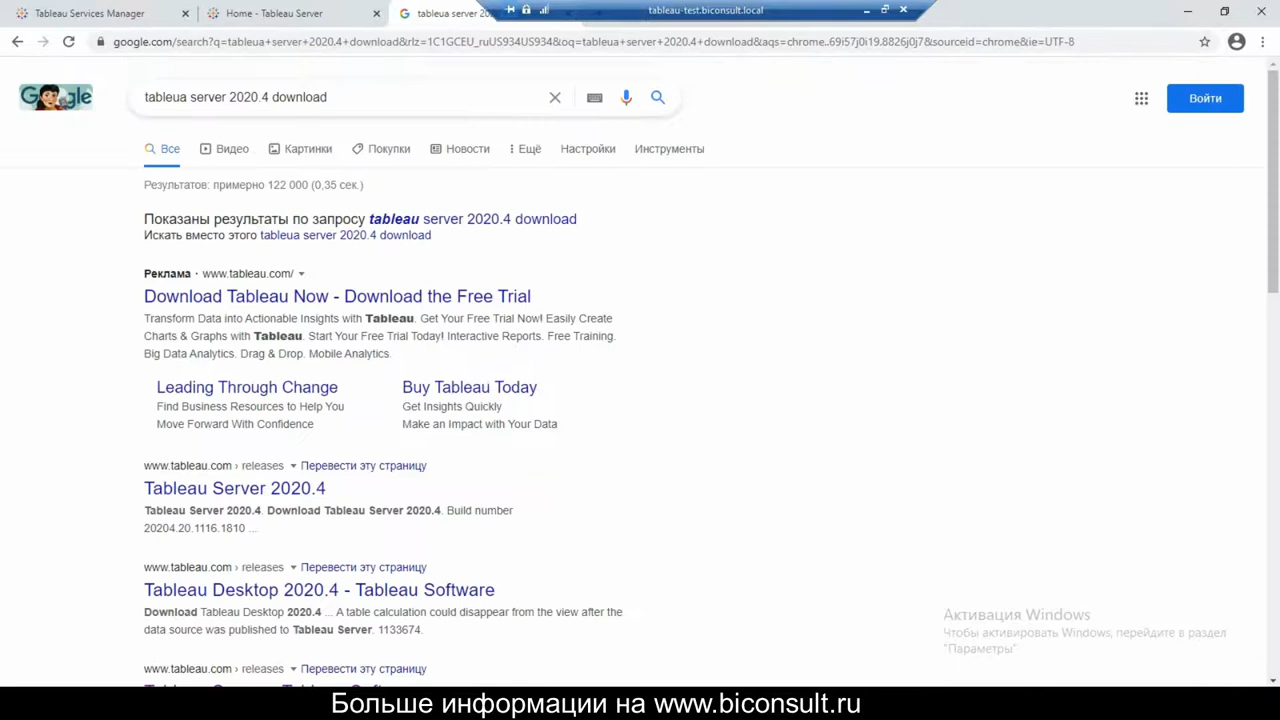 Tableau Services Manager
Home - Tableau Server
tableua server 202
tableau-test.biconsult.local
google.com/search?q=tableua+server+2020.4+download&rlz=1C1GCEU_ruUS934US934&oq=tableua+server+2020.4+download&aqs=chrome..69i57j0i19.8826j0j7&sourceid=chrome&ie=UTF-8
Google
tableua server 2020.4 download
Войти
Все
Видео
Картинки
Покупки
Новости
Ещё
Настройки
Инструменты
Результатов: примерно 122 000 (0,35 сек.)
Показаны результаты по запросу tableau server 2020.4 download
Искать вместо этого tableua server 2020.4 download
Реклама · www.tableau.com/
Download Tableau Now - Download the Free Trial
Transform Data into Actionable Insights with Tableau. Get Your Free Trial Now! Easily Create
Charts & Graphs with Tableau. Start Your Free Trial Today! Interactive Reports. Free Training.
Big Data Analytics. Drag & Drop. Mobile Analytics.
Leading Through Change
Find Business Resources to Help You
Move Forward With Confidence
Buy Tableau Today
Get Insights Quickly
Make an Impact with Your Data
www.tableau.com › releases Перевести эту страницу
Tableau Server 2020.4
Tableau Server 2020.4. Download Tableau Server 2020.4. Build number
20204.20.1116.1810 ...
www.tableau.com › releases Перевести эту страницу
Tableau Desktop 2020.4 - Tableau Software
Download Tableau Desktop 2020.4 ... A table calculation could disappear from the view after the
data source was published to Tableau Server. 1133674.
www.tableau.com › releases Перевести эту страницу
Активация Windows
Чтобы активировать Windows, перейдите в раздел
"Параметры"
Больше информации на www.biconsult.ru